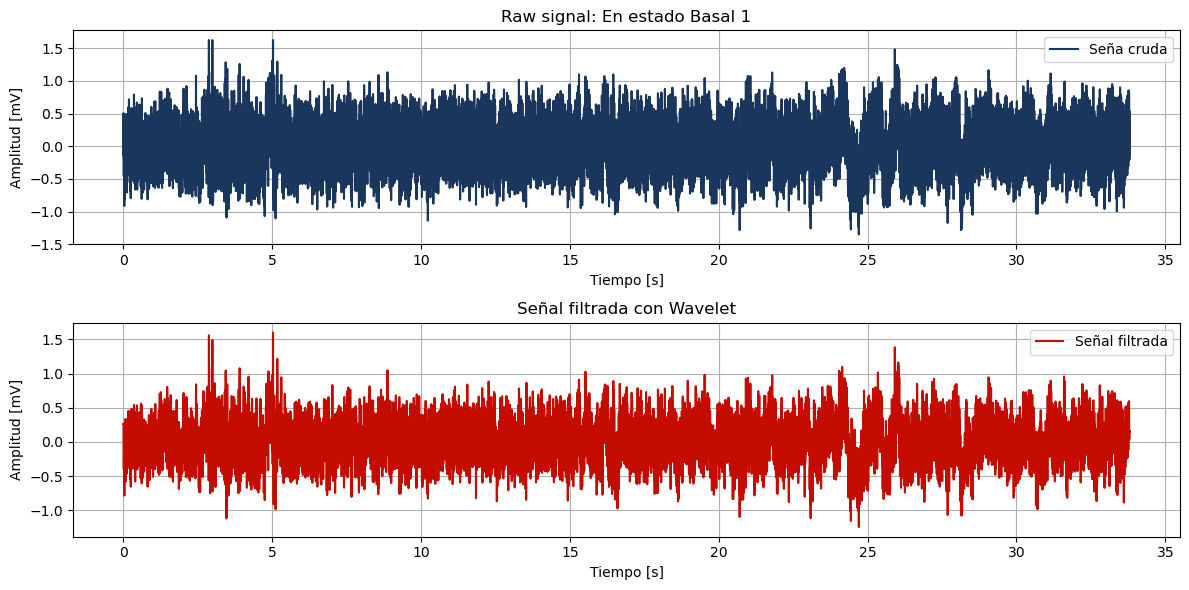 Raw signal: En estado Basal 1
Seña cruda
Amplitud [mV]
1.5
1.0
0.5
0.0
−0.5
−1.0
−1.5
0 5 10 15 20 25 30 35
Tiempo [s]
Señal filtrada con Wavelet
Señal filtrada
Amplitud [mV]
1.5
1.0
0.5
0.0
−0.5
−1.0
0 5 10 15 20 25 30 35
Tiempo [s]